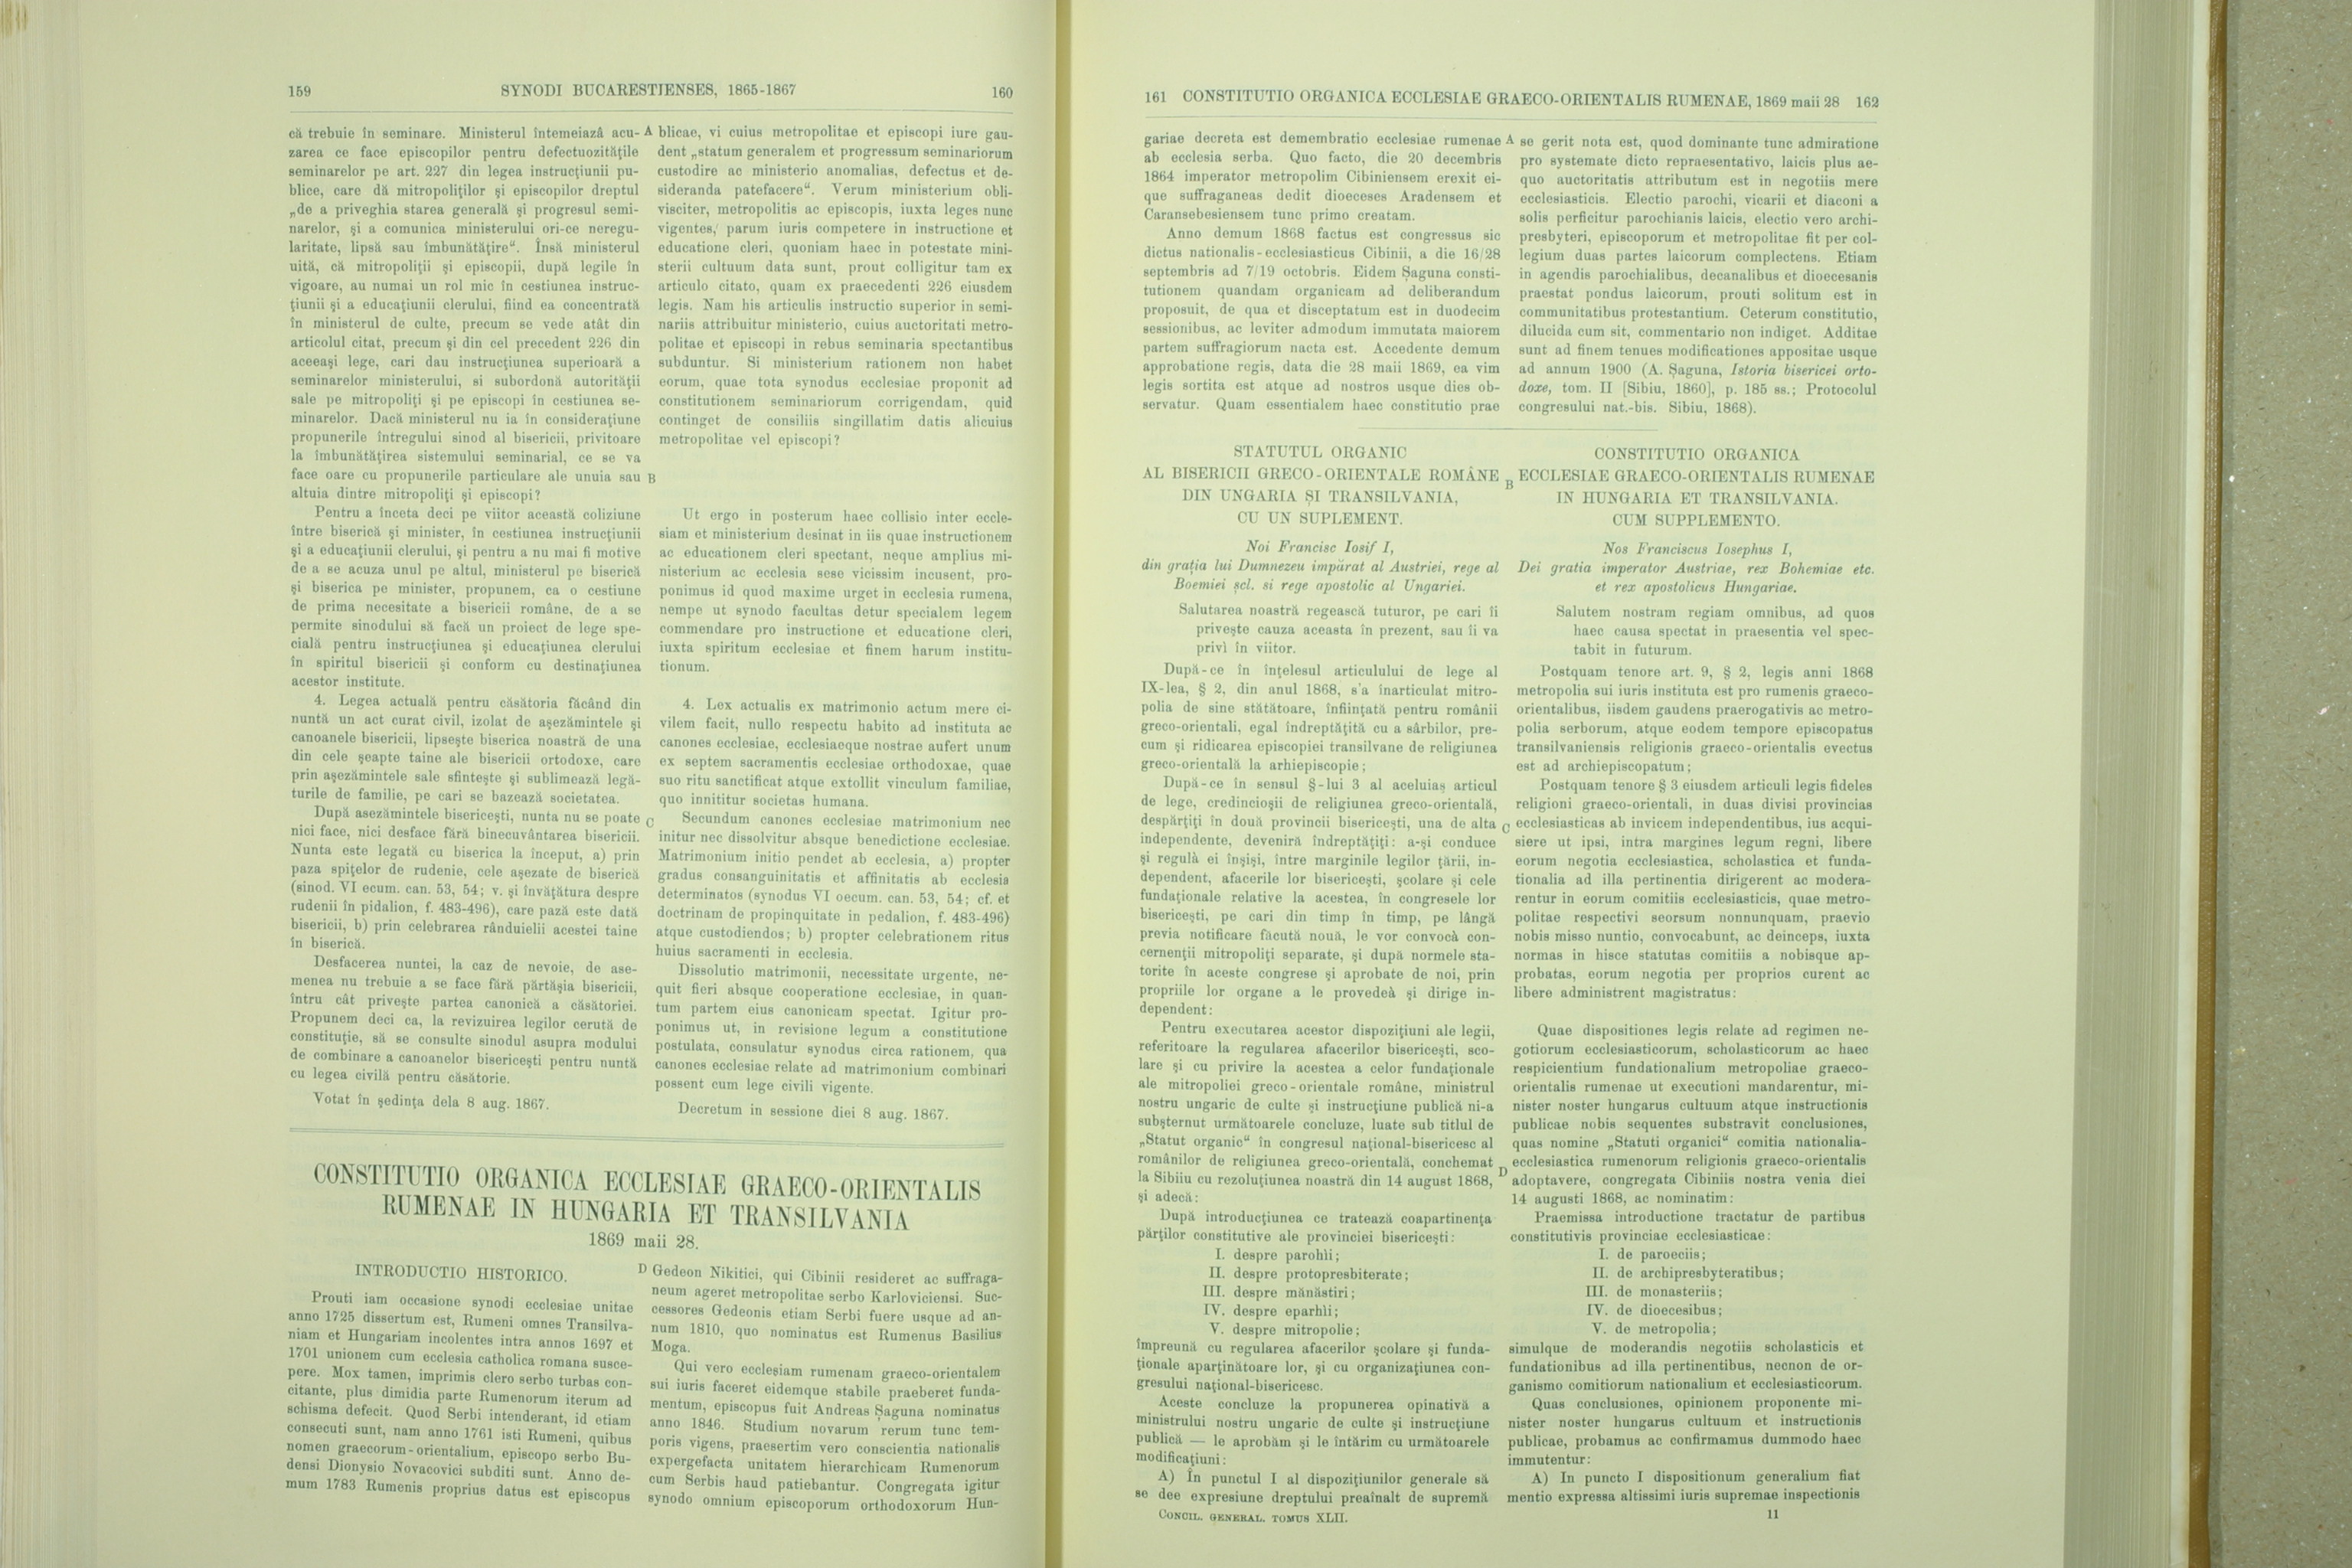 159
SYNODI BUCARESTIENSES, 1865-1867
160
că trebuie în seminare. Ministerul întemeiază acu-
zarea ce face episcopilor pentru defectuozităţile
seminarelor pe art. 227 din legea instrucţiunii pu-
blice, care dă mitropoliţilor şi episcopilor dreptul
„de a priveghia starea generală şi progresul semi-
narelor, şi a comunica ministerului ori-ce neregu-
laritate, lipsă sau îmbunătăţire“. Însă ministerul
uită, că mitropoliţii şi episcopii, după legile în
vigoare, au numai un rol mic în cestiunea instruc-
ţiunii şi a educaţiunii clerului, fiind ea concentrată
în ministerul de culte, precum se vede atât din
articolul citat, precum şi din cel precedent 226 din
aceeaşi lege, cari dau instrucţiunea superioară a
seminarelor ministerului, si subordonă autorităţii
sale pe mitropoliţi şi pe episcopi în cestiunea se-
minarelor. Dacă ministerul nu ia în consideraţiune
propunerile întregului sinod al bisericii, privitoare
la îmbunătăţirea sistemului seminarial, ce se va
face oare cu propunerile particulare ale unuia sau
altuia dintre mitropoliţi şi episcopi?
Pentru a înceta deci pe viitor această coliziune
între biserică şi minister, în cestiunea instrucţiunii
şi a educaţiunii clerului, şi pentru a nu mai fi motive
de a se acuza unul pe altul, ministerul pe biserică
şi biserica pe minister, propunem, ca o cestiune
de prima necesitate a bisericii române, de a se
permite sinodului să facă un proiect de lege spe-
cială pentru instrucţiunea şi educaţiunea clerului
în spiritul bisericii şi conform cu destinaţiunea
acestor institute.
4. Legea actuală pentru căsătoria făcând din
nuntă un act curat civil, izolat de aşezămintele şi
canoanele bisericii, lipseşte biserica noastră de una
din cele şeapte taine ale bisericii ortodoxe, care
prin aşezămintele sale sfinteşte şi sublimează legă-
turile de familie, pe cari se bazează societatea.
După asezămintele bisericeşti, nunta nu se poate
nici face, nici desface fără binecuvântarea bisericii.
Nunta este legată cu biserica la început, a) prin
paza spiţelor de rudenie, cele aşezate de biserică
(sinod. VI ecum. can. 53, 54; v. şi învăţătura despre
rudenii în pidalion, f. 483-496), care pază este dată
bisericii, b) prin celebrarea rânduielii acestei taine
în biserică.
Desfacerea nuntei, la caz de nevoie, de ase-
menea nu trebuie a se face fără părtăşia bisericii,
întru cât priveşte partea canonică a căsătoriei.
Propunem deci ca, la revizuirea legilor cerută de
constituţie, să se consulte sinodul asupra modului
de combinare a canoanelor bisericeşti pentru nuntă
cu legea civilă pentru căsătorie.
Votat în şedinţa dela 8 aug. 1867.
A
B
C
blicae, vi cuius metropolitae et episcopi iure gau-
dent „statum generalem et progressum seminariorum
custodire ac ministerio anomalias, defectus et de-
sideranda patefacere“. Verum ministerium obli-
viscitur, metropolitis ac episcopis, iuxta leges nunc
vigentes, parum iuris competere in instructione et
educatione cleri, quoniam haec in potestate mini-
sterii cultuum data sunt, prout colligitur tam ex
articulo citato, quam ex praecedenti 226 eiusdem
legis. Nam his articulis instructio superior in semi-
nariis attribuitur ministerio, cuius auctoritati metro-
politae et episcopi in rebus seminaria spectantibus
subduntur. Si ministerium rationem non habet
eorum, quae tota synodus ecclesiae proponit ad
constitutionem seminariorum corrigendam, quid
continget de consiliis singillatim datis alicuius
metropolitae vel episcopi?
Ut ergo in posterum haec collisio inter eccle-
siam et ministerium desinat in iis quae instructionem
ac educationem cleri spectant, neque amplius mi-
nisterium ac ecclesia sese vicissim incusent, pro-
ponimus id quod maxime urget in ecclesia rumena,
nempe ut synodo facultas detur specialem legem
commendare pro instructione et educatione cleri,
iuxta spiritum ecclesiae et finem harum institu-
tionum.
4. Lex actualis ex matrimonio actum mere ci-
vilem facit, nullo respectu habito ad instituta ac
canones ecclesiae, ecclesiaeque nostrae aufert unum
ex septem sacramentis ecclesiae orthodoxae, quae
suo ritu sanctificat atque extollit vinculum familiae,
quo innititur societas humana.
Secundum canones ecclesiae matrimonium nec
initur nec dissolvitur absque benedictione ecclesiae.
Matrimonium initio pendet ab ecclesia, a) propter
gradus consanguinitatis et affinitatis ab ecclesia
determinatos (synodus VI oecum. can. 53, 54; cf. et
doctrinam de propinquitate in pedalion, f. 483-496)
atque custodiendos; b) propter celebrationem ritus
huius sacramenti in ecclesia.
Dissolutio matrimonii, necessitate urgente, ne-
quit fieri absque cooperatione ecclesiae, in quan-
tum partem eius canonicam spectat. Igitur pro-
ponimus ut, in revisione legum a constitutione
postulata, consulatur synodus circa rationem, qua
canones ecclesiae relate ad matrimonium combinari
possent cum lege civili vigente.
Decretum in sessione diei 8 aug. 1867.
CONSTITUTIO ORGANICA ECCLESIAE GRAECO-ORIENTALIS
RUMENAE IN HUNGARIA ET TRANSILVANIA
1869 maii 28.
INTRODUCTIO HISTORICO.
Prouti iam occasione synodi ecclesiae unitae
anno 1725 dissertum est, Rumeni omnes Transilva-
niam et Hungariam incolentes intra annos 1697 et
1701 unionem cum ecclesia catholica romana susce-
pere. Mox tamen, imprimis clero serbo turbas con-
citante, plus dimidia parte Rumenorum iterum ad
schisma defecit. Quod Serbi intenderant, id etiam
consecuti sunt, nam anno 1761 isti Rumeni, quibus
nomen graecorum-orientalium, episcopo serbo Bu-
densi Dionysio Novacovici subditi sunt. Anno de-
mum 1783 Rumenis proprius datus est episcopus
D
Gedeon Nikitici, qui Cibinii resideret ac suffraga-
neum ageret metropolitae serbo Karloviciensi. Suc-
cessores Gedeonis etiam Serbi fuere usque ad an-
num 1810, quo nominatus est Rumenus Basilius
Moga.
Qui vero ecclesiam rumenam graeco-orientalem
sui iuris faceret eidemque stabile praeberet funda-
mentum, episcopus fuit Andreas Şaguna nominatus
anno 1846. Studium novarum rerum tunc tem-
poris vigens, praesertim vero conscientia nationalis
expergefacta unitatem hierarchicam Rumenorum
cum Serbis haud patiebantur. Congregata igitur
synodo omnium episcoporum orthodoxorum Hun-
161 CONSTITUTIO ORGANICA ECCLESIAE GRAECO-ORIENTALIS RUMENAE, 1869 maii 28 162
gariae decreta est demembratio ecclesiae rumenae
ab ecclesia serba. Quo facto, die 20 decembris
1864 imperator metropolim Cibiniensem erexit ei-
que suffraganeas dedit dioeceses Aradensem et
Caransebesiensem tunc primo creatam.
Anno demum 1868 factus est congressus sic
dictus nationalis-ecclesiasticus Cibinii, a die 16/28
septembris ad 7/19 octobris. Eidem Şaguna consti-
tutionem quandam organicam ad deliberandum
proposuit, de qua et disceptatum est in duodecim
sessionibus, ac leviter admodum immutata maiorem
partem suffragiorum nacta est. Accedente demum
approbatione regis, data die 28 maii 1869, ea vim
legis sortita est atque ad nostros usque dies ob-
servatur. Quam essentialem haec constitutio prae
A
se gerit nota est, quod dominante tunc admiratione
pro systemate dicto repraesentativo, laicis plus ae-
quo auctoritatis attributum est in negotiis mere
ecclesiasticis. Electio parochi, vicarii et diaconi a
solis perficitur parochianis laicis, electio vero archi-
presbyteri, episcoporum et metropolitae fit per col-
legium duas partes laicorum complectens. Etiam
in agendis parochialibus, decanalibus et dioecesanis
praestat pondus laicorum, prouti solitum est in
communitatibus protestantium. Ceterum constitutio,
dilucida cum sit, commentario non indiget. Additae
sunt ad finem tenues modificationes appositae usque
ad annum 1900 (A. Şaguna, Istoria bisericei orto-
doxe, tom. II [Sibiu, 1860], p. 185 ss.; Protocolul
congresului nat.-bis. Sibiu, 1868).
STATUTUL ORGANIC
AL BISERICII GRECO-ORIENTALE ROMÂNE
DIN UNGARIA ŞI TRANSILVANIA,
CU UN SUPLEMENT.
Noi Francisc Iosif I,
din graţia lui Dumnezeu împărat al Austriei, rege al
Boemiei şcl. si rege apostolic al Ungariei.
Salutarea noastră regească tuturor, pe cari îi
priveşte cauza aceasta în prezent, sau îi va
privì în viitor.
După-ce în înţelesul articulului de lege al
IX-lea, § 2, din anul 1868, s'a înarticulat mitro-
polia de sine stătătoare, înfiinţată pentru românii
greco-orientali, egal îndreptăţită cu a sârbilor, pre-
cum şi ridicarea episcopiei transilvane de religiunea
greco-orientală la arhiepiscopie;
După-ce în sensul §-lui 3 al aceluiaş articul
de lege, credincioşii de religiunea greco-orientală,
despărţiţi în două provincii bisericeşti, una de alta
independente, deveniră îndreptăţiţi: a-şi conduce
şi regulà ei înşişi, între marginile legilor ţării, in-
dependent, afacerile lor bisericeşti, şcolare şi cele
fundaţionale relative la acestea, în congresele lor
bisericeşti, pe cari din timp în timp, pe lângă
previa notificare făcută nouă, le vor convocà con-
cernenţii mitropoliţi separate, şi după normele sta-
torite în aceste congrese şi aprobate de noi, prin
propriile lor organe a le provedeà şi dirige in-
dependent:
Pentru executarea acestor dispoziţiuni ale legii,
referitoare la regularea afacerilor bisericeşti, sco-
lare şi cu privire la acestea a celor fundaţionale
ale mitropoliei greco-orientale române, ministrul
nostru ungaric de culte şi instrucţiune publică ni-a
subşternut următoarele concluze, luate sub titlul de
„Statut organic“ în congresul naţional-bisericesc al
românilor de religiunea greco-orientală, conchemat
la Sibiiu cu rezoluţiunea noastră din 14 august 1868,
şi adecă:
După introducţiunea ce tratează coapartinenţa
părţilor constitutive ale provinciei bisericeşti:
I. despre parohìi;
II. despre protopresbiterate;
III. despre mănăstiri;
IV. despre eparhìi;
V. despre mitropolie;
împreună cu regularea afacerilor şcolare şi funda-
ţionale aparţinătoare lor, şi cu organizaţiunea con-
gresului naţional-bisericesc.
Aceste concluze la propunerea opinativă a
ministrului nostru ungaric de culte şi instrucţiune
publică — le aprobăm şi le întărim cu următoarele
modificaţiuni:
A) În punctul I al dispoziţiunilor generale să
se dee expresiune dreptului preaînalt de supremă
B
C
D
CONSTITUTIO ORGANICA
ECCLESIAE GRAECO-ORIENTALIS RUMENAE
IN HUNGARIA ET TRANSILVANIA.
CUM SUPPLEMENTO.
Nos Franciscus Iosephus I,
Dei gratia imperator Austriae, rex Bohemiae etc.
et rex apostolicus Hungariae.
Salutem nostram regiam omnibus, ad quos
haec causa spectat in praesentia vel spec-
tabit in futurum.
Postquam tenore art. 9, § 2, legis anni 1868
metropolia sui iuris instituta est pro rumenis graeco-
orientalibus, iisdem gaudens praerogativis ac metro-
polia serborum, atque eodem tempore episcopatus
transilvaniensis religionis graeco-orientalis evectus
est ad archiepiscopatum;
Postquam tenore § 3 eiusdem articuli legis fideles
religioni graeco-orientali, in duas divisi provincias
ecclesiasticas ab invicem independentibus, ius acqui-
siere ut ipsi, intra margines legum regni, libere
eorum negotia ecclesiastica, scholastica et funda-
tionalia ad illa pertinentia dirigerent ac modera-
rentur in eorum comitiis ecclesiasticis, quae metro-
politae respectivi seorsum nonnunquam, praevio
nobis misso nuntio, convocabunt, ac deinceps, iuxta
normas in hisce statutas comitiis a nobisque ap-
probatas, eorum negotia per proprios curent ac
libere administrent magistratus:
Quae dispositiones legis relate ad regimen ne-
gotiorum ecclesiasticorum, scholasticorum ac haec
respicientium fundationalium metropoliae graeco-
orientalis rumenae ut executioni mandarentur, mi-
nister noster hungarus cultuum atque instructionis
publicae nobis sequentes substravit conclusiones,
quas nomine „Statuti organici“ comitia nationalia-
ecclesiastica rumenorum religionis graeco-orientalis
adoptavere, congregata Cibiniis nostra venia diei
14 augusti 1868, ac nominatim:
Praemissa introductione tractatur de partibus
constitutivis provinciae ecclesiasticae:
I. de paroeciis;
II. de archipresbyteratibus;
III. de monasteriis;
IV. de dioecesibus;
V. de metropolia;
simulque de moderandis negotiis scholasticis et
fundationibus ad illa pertinentibus, necnon de or-
ganismo comitiorum nationalium et ecclesiasticorum.
Quas conclusiones, opinionem proponente mi-
nister noster hungarus cultuum et instructionis
publicae, probamus ac confirmamus dummodo haec
immutentur:
A) In puncto I dispositionum generalium fiat
mentio expressa altissimi iuris supremae inspectionis
CONCIL. GENERAL. TOMUS XLII.
11